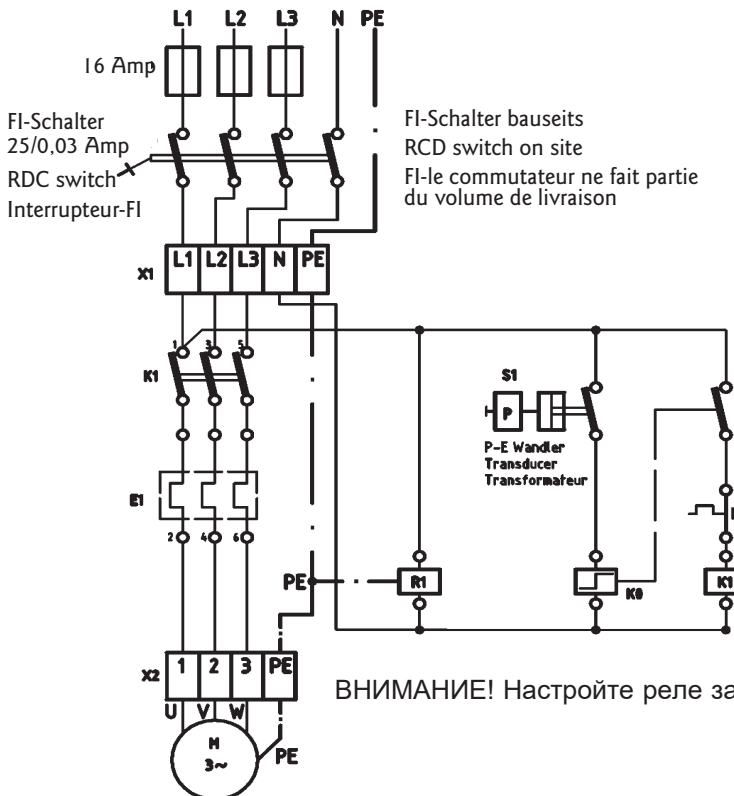 L1 L2 L3 N PE
16 Amp
FI-Schalter
25/0,03 Amp
RDC switch
Interrupteur-FI
FI-Schalter bauseits
RCD switch on site
FI-le commutateur ne fait partie
du volume de livraison
X1 L1 L2 L3 N PE
1 3 5
K1
S1
P
P-E Wandler
Transducer
Transformateur
E1
2 4 6
PE R1 K0 K1
X2 1 2 3 PE
ВНИМАНИЕ! Настройте реле за
U V W
M
3~
PE